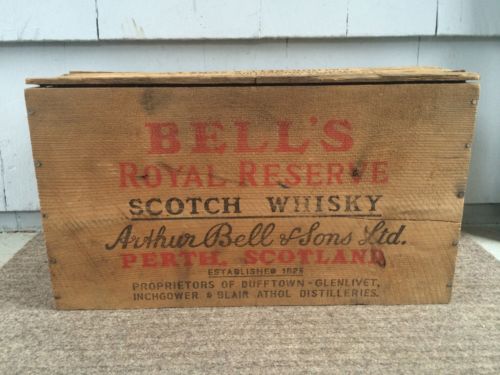 BELL'S
ROYAL RESERVE
SCOTCH WHISKY
Arthur Bell & Sons Ltd.
PERTH, SCOTLAND
ESTABLISHED 1825
PROPRIETORS OF DUFFTOWN-GLENLIVET,
INCHGOWER & BLAIR ATHOL DISTILLERIES.